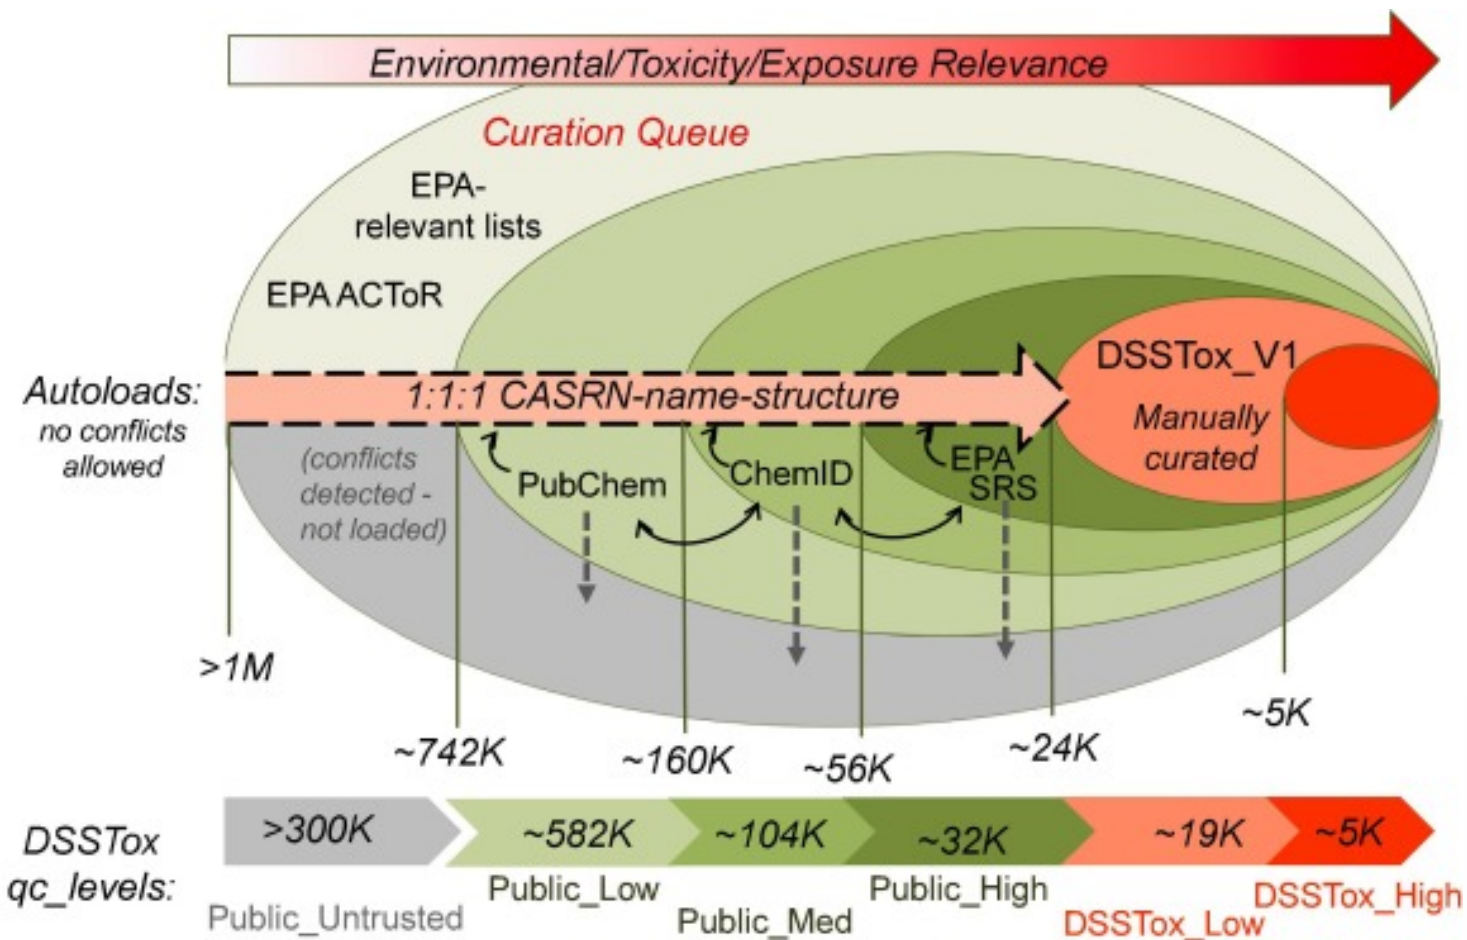 Environmental/Toxicity/Exposure Relevance
Curation Queue
EPA-
relevant lists
EPA ACToR
Autoloads:
no conflicts
allowed
1:1:1 CASRN-name-structure
DSSTox_V1
Manually
curated
(conflicts
detected -
not loaded)
PubChem
ChemID
EPA
SRS
>1M
~742K
~160K
~56K
~24K
~5K
DSSTox
qc_levels:
>300K
~582K
~104K
~32K
~19K
~5K
Public_Untrusted
Public_Low
Public_Med
Public_High
DSSTox_Low
DSSTox_High